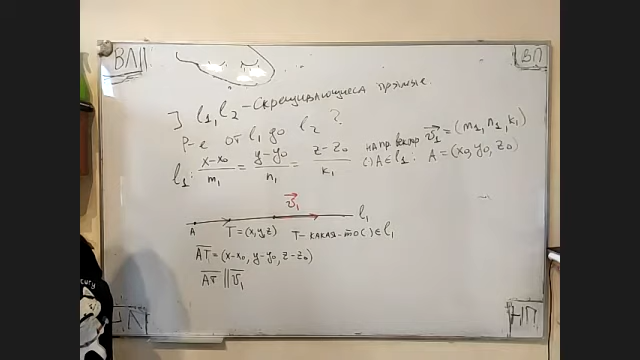 ВЛ
ВП
] l₁, l₂ - скрещивающиеся прямые.
Р-е от l₁ до l₂ ?
l₁: (x-x₀)/m₁ = (y-y₀)/n₁ = (z-z₀)/k₁ напр вектор v₁ = (m₁, n₁, k₁)
(·) A ∈ l₁: A = (x₀, y₀, z₀)
v₁
l₁
A T = (x, y, z) T - какая-то (·) ∈ l₁
AT = (x-x₀, y-y₀, z-z₀)
AT || v₁
НП